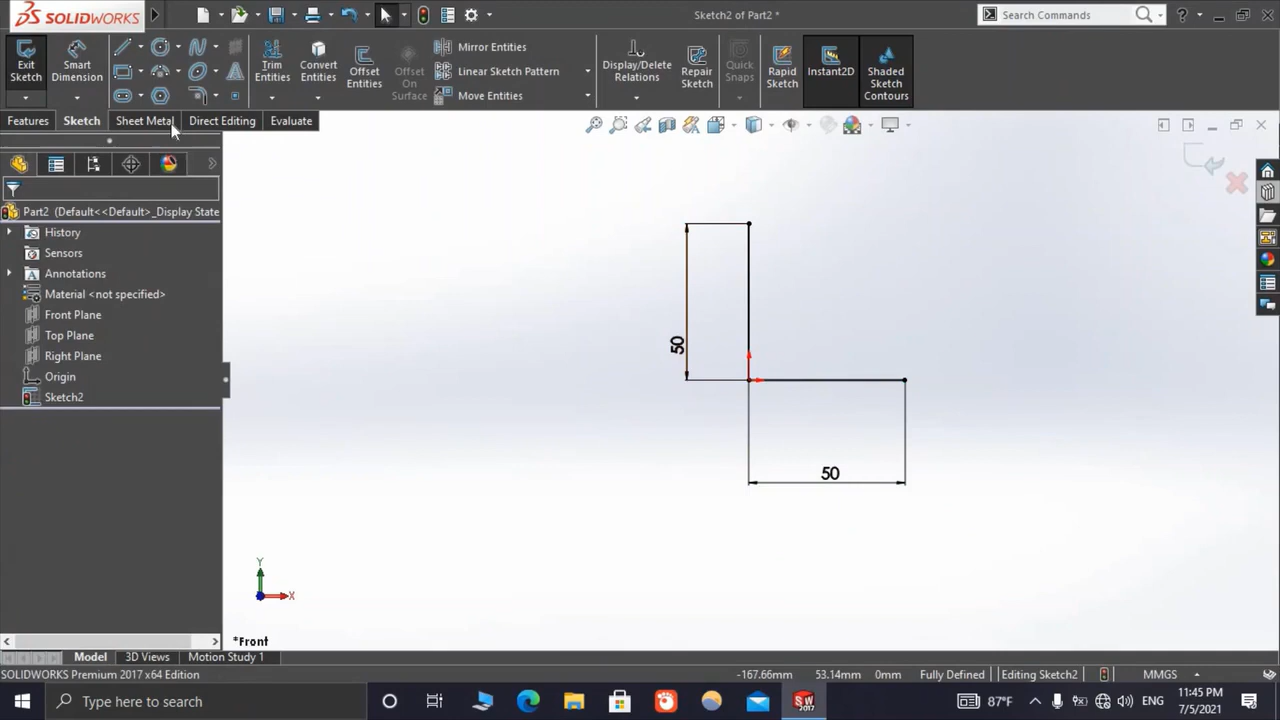 SOLIDWORKS
Sketch2 of Part2 *
Search Commands
?
Exit Sketch
Smart Dimension
Trim Entities
Convert Entities
Offset Entities
Offset On Surface
Mirror Entities
Linear Sketch Pattern
Move Entities
Display/Delete Relations
Repair Sketch
Quick Snaps
Rapid Sketch
Instant2D
Shaded Sketch Contours
Features
Sketch
Sheet Metal
Direct Editing
Evaluate
Part2 (Default<<Default>_Display State
History
Sensors
Annotations
Material <not specified>
Front Plane
Top Plane
Right Plane
Origin
Sketch2
50
50
Y
X
*Front
Model
3D Views
Motion Study 1
SOLIDWORKS Premium 2017 x64 Edition
-167.66mm
53.14mm
0mm
Fully Defined
Editing Sketch2
MMGS
Type here to search
SW
2017
87°F
ENG
11:45 PM
7/5/2021